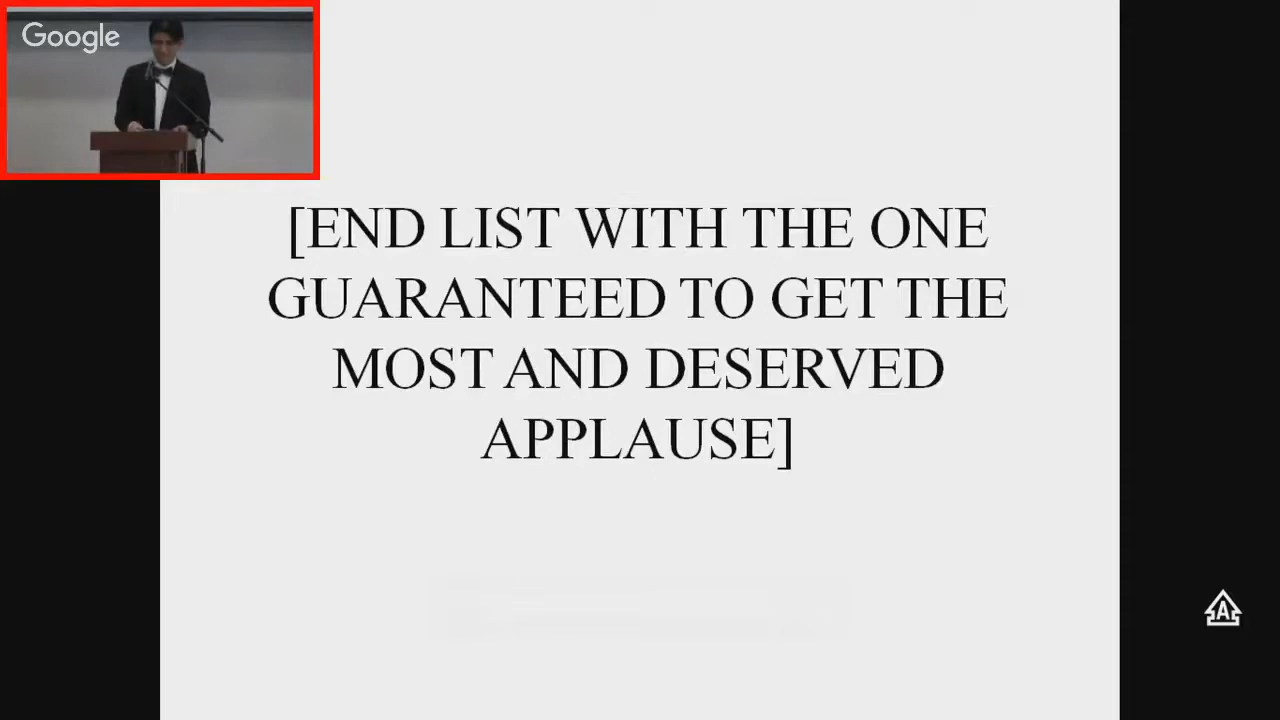 Google
[END LIST WITH THE ONE
GUARANTEED TO GET THE
MOST AND DESERVED
APPLAUSE]
A